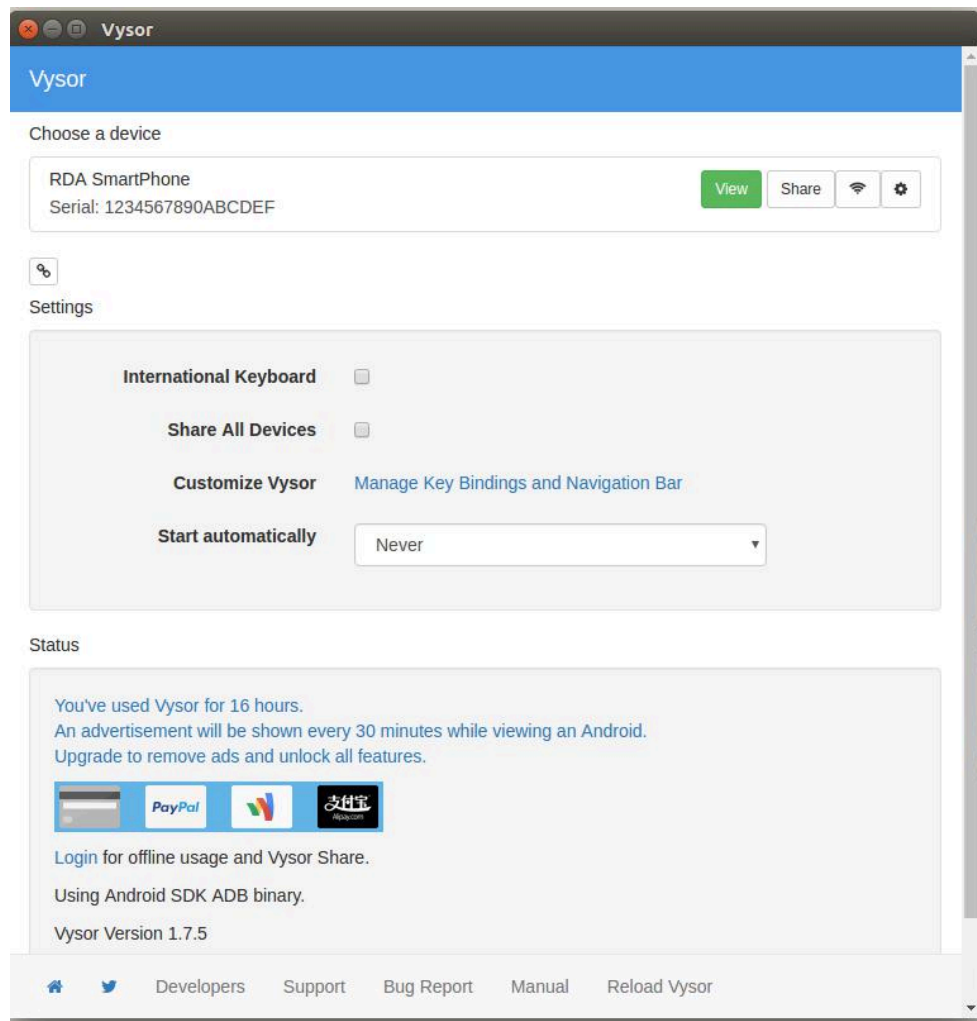 Vysor
Vysor
Choose a device
RDA SmartPhone
View
Share
Serial: 1234567890ABCDEF
Settings
International Keyboard
Share All Devices
Customize Vysor Manage Key Bindings and Navigation Bar
Start automatically Never
Status
You've used Vysor for 16 hours.
An advertisement will be shown every 30 minutes while viewing an Android.
Upgrade to remove ads and unlock all features.
PayPal 支付宝
Alipay.com
Login for offline usage and Vysor Share.
Using Android SDK ADB binary.
Vysor Version 1.7.5
Developers Support Bug Report Manual Reload Vysor